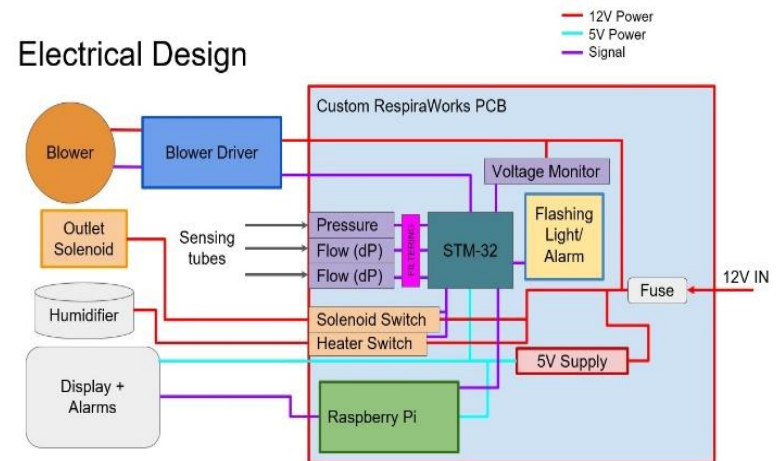 12V Power
5V Power
Signal
Electrical Design
Custom RespiraWorks PCB
Blower
Blower Driver
Voltage Monitor
Outlet
Solenoid
Sensing
tubes
Pressure
Flow (dP)
Flow (dP)
FILTERING
STM-32
Flashing
Light/
Alarm
12V IN
Fuse
Humidifier
Solenoid Switch
Heater Switch
5V Supply
Display +
Alarms
Raspberry Pi